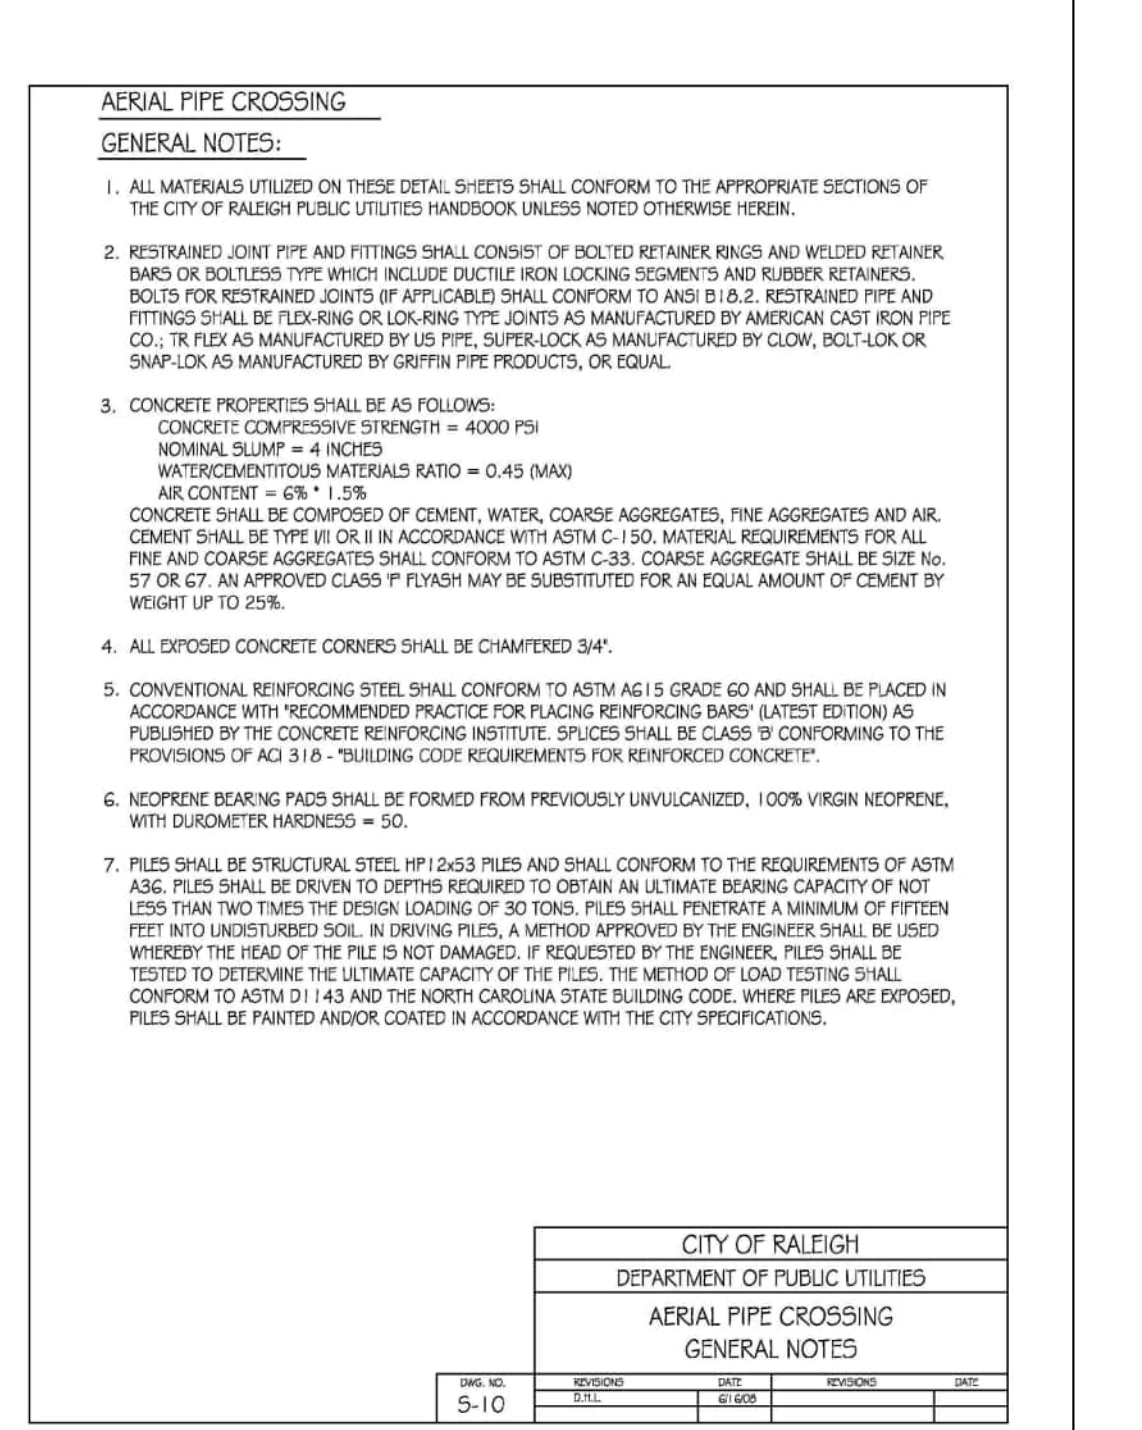 AERIAL PIPE CROSSING
GENERAL NOTES:
1. ALL MATERIALS UTILIZED ON THESE DETAIL SHEETS SHALL CONFORM TO THE APPROPRIATE SECTIONS OF
THE CITY OF RALEIGH PUBLIC UTILITIES HANDBOOK UNLESS NOTED OTHERWISE HEREIN.
2. RESTRAINED JOINT PIPE AND FITTINGS SHALL CONSIST OF BOLTED RETAINER RINGS AND WELDED RETAINER
BARS OR BOLTLESS TYPE WHICH INCLUDE DUCTILE IRON LOCKING SEGMENTS AND RUBBER RETAINERS.
BOLTS FOR RESTRAINED JOINTS (IF APPLICABLE) SHALL CONFORM TO ANSI B18.2. RESTRAINED PIPE AND
FITTINGS SHALL BE FLEX-RING OR LOK-RING TYPE JOINTS AS MANUFACTURED BY AMERICAN CAST IRON PIPE
CO.; TR FLEX AS MANUFACTURED BY US PIPE, SUPER-LOCK AS MANUFACTURED BY CLOW, BOLT-LOK OR
SNAP-LOK AS MANUFACTURED BY GRIFFIN PIPE PRODUCTS, OR EQUAL.
3. CONCRETE PROPERTIES SHALL BE AS FOLLOWS:
CONCRETE COMPRESSIVE STRENGTH = 4000 PSI
NOMINAL SLUMP = 4 INCHES
WATER/CEMENTITOUS MATERIALS RATIO = 0.45 (MAX)
AIR CONTENT = 6% * 1.5%
CONCRETE SHALL BE COMPOSED OF CEMENT, WATER, COARSE AGGREGATES, FINE AGGREGATES AND AIR.
CEMENT SHALL BE TYPE I/II OR II IN ACCORDANCE WITH ASTM C-150. MATERIAL REQUIREMENTS FOR ALL
FINE AND COARSE AGGREGATES SHALL CONFORM TO ASTM C-33. COARSE AGGREGATE SHALL BE SIZE No.
57 OR 67. AN APPROVED CLASS 'F' FLYASH MAY BE SUBSTITUTED FOR AN EQUAL AMOUNT OF CEMENT BY
WEIGHT UP TO 25%.
4. ALL EXPOSED CONCRETE CORNERS SHALL BE CHAMFERED 3/4".
5. CONVENTIONAL REINFORCING STEEL SHALL CONFORM TO ASTM A615 GRADE 60 AND SHALL BE PLACED IN
ACCORDANCE WITH "RECOMMENDED PRACTICE FOR PLACING REINFORCING BARS" (LATEST EDITION) AS
PUBLISHED BY THE CONCRETE REINFORCING INSTITUTE. SPLICES SHALL BE CLASS 'B' CONFORMING TO THE
PROVISIONS OF ACI 318 - "BUILDING CODE REQUIREMENTS FOR REINFORCED CONCRETE".
6. NEOPRENE BEARING PADS SHALL BE FORMED FROM PREVIOUSLY UNVULCANIZED, 100% VIRGIN NEOPRENE,
WITH DUROMETER HARDNESS = 50.
7. PILES SHALL BE STRUCTURAL STEEL HP12x53 PILES AND SHALL CONFORM TO THE REQUIREMENTS OF ASTM
A36. PILES SHALL BE DRIVEN TO DEPTHS REQUIRED TO OBTAIN AN ULTIMATE BEARING CAPACITY OF NOT
LESS THAN TWO TIMES THE DESIGN LOADING OF 30 TONS. PILES SHALL PENETRATE A MINIMUM OF FIFTEEN
FEET INTO UNDISTURBED SOIL. IN DRIVING PILES, A METHOD APPROVED BY THE ENGINEER SHALL BE USED
WHEREBY THE HEAD OF THE PILE IS NOT DAMAGED. IF REQUESTED BY THE ENGINEER, PILES SHALL BE
TESTED TO DETERMINE THE ULTIMATE CAPACITY OF THE PILES. THE METHOD OF LOAD TESTING SHALL
CONFORM TO ASTM D1143 AND THE NORTH CAROLINA STATE BUILDING CODE. WHERE PILES ARE EXPOSED,
PILES SHALL BE PAINTED AND/OR COATED IN ACCORDANCE WITH THE CITY SPECIFICATIONS.
CITY OF RALEIGH
DEPARTMENT OF PUBLIC UTILITIES
AERIAL PIPE CROSSING
GENERAL NOTES
DWG. NO. REVISIONS DATE REVISIONS DATE
S-10 D.H.L. 6/16/08